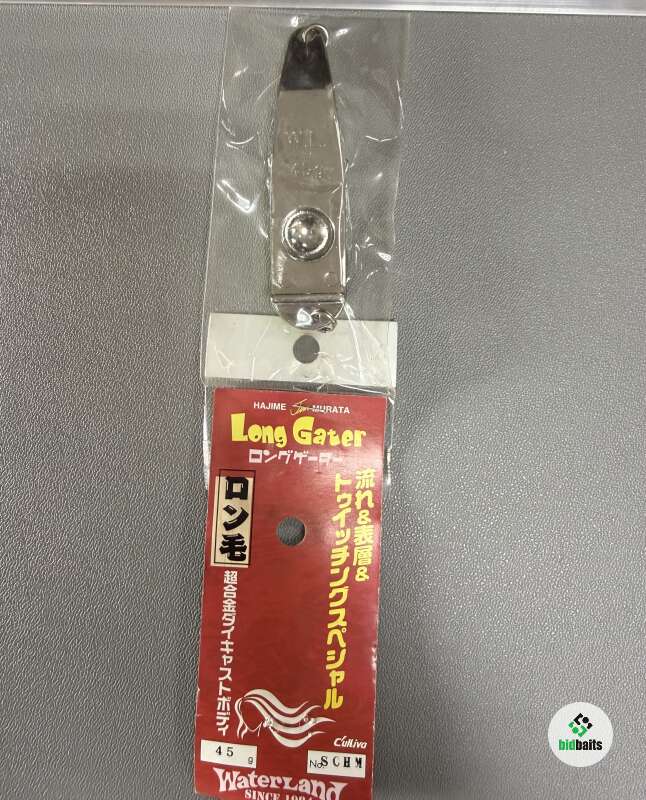 HAJIME MURATA
Long Gater
ロングゲーター
流れ&表層&
トゥイッチングスペシャル
ロン毛
超合金ダイキャストボディ
C'ultiva
45 g
No. SCHM
WaterLand
bidbaits